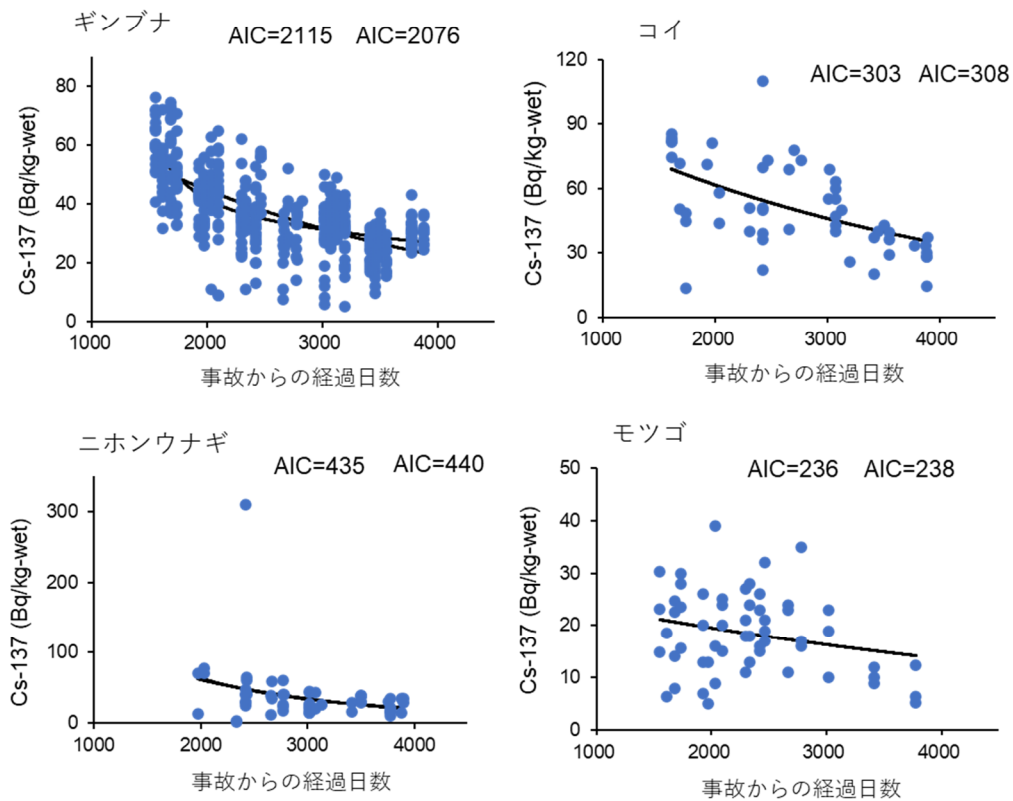 ギンブナ
AIC=2115 AIC=2076
Cs-137 (Bq/kg-wet)
80
60
40
20
0
1000 2000 3000 4000
事故からの経過日数
コイ
AIC=303 AIC=308
Cs-137 (Bq/kg-wet)
120
90
60
30
0
1000 2000 3000 4000
事故からの経過日数
ニホンウナギ
AIC=435 AIC=440
Cs-137 (Bq/kg-wet)
300
200
100
0
1000 2000 3000 4000
事故からの経過日数
モツゴ
AIC=236 AIC=238
Cs-137 (Bq/kg-wet)
50
40
30
20
10
0
1000 2000 3000 4000
事故からの経過日数